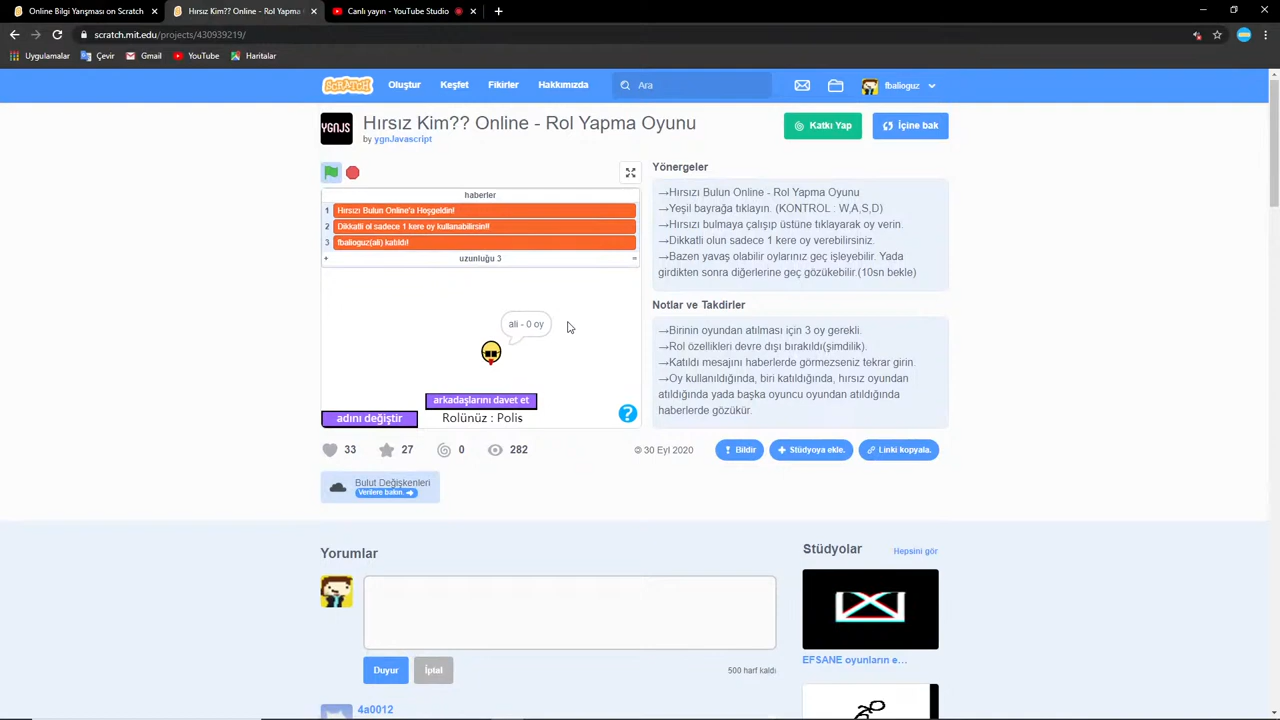 Online Bilgi Yarışması on Scratch
Hırsız Kim?? Online - Rol Yapma
Canlı yayın - YouTube Studio
scratch.mit.edu/projects/430939219/
Uygulamalar
Çevir
Gmail
YouTube
Haritalar
SCRATCH
Oluştur
Keşfet
Fikirler
Hakkımızda
Ara
fbalioguz
YGNJS
Hırsız Kim?? Online - Rol Yapma Oyunu
by ygnJavascript
Katkı Yap
İçine bak
haberler
1 Hırsızı Bulun Online'a Hoşgeldin!
2 Dikkatli ol sadece 1 kere oy kullanabilirsin!!
3 fbalioguz(ali) katıldı!
+ uzunluğu 3 =
ali - 0 oy
arkadaşlarını davet et
adını değiştir
Rolünüz : Polis
?
Yönergeler
→Hırsızı Bulun Online - Rol Yapma Oyunu
→Yeşil bayrağa tıklayın. (KONTROL : W,A,S,D)
→Hırsızı bulmaya çalışıp üstüne tıklayarak oy verin.
→Dikkatli olun sadece 1 kere oy verebilirsiniz.
→Bazen yavaş olabilir oylarınız geç işleyebilir. Yada
girdikten sonra diğerlerine geç gözükebilir.(10sn bekle)
Notlar ve Takdirler
→Birinin oyundan atılması için 3 oy gerekli.
→Rol özellikleri devre dışı bırakıldı(şimdilik).
→Katıldı mesajını haberlerde görmezseniz tekrar girin.
→Oy kullanıldığında, biri katıldığında, hırsız oyundan
atıldığında yada başka oyuncu oyundan atıldığında
haberlerde gözükür.
33
27
0
282
© 30 Eyl 2020
Bildir
Stüdyoya ekle.
Linki kopyala.
Bulut Değişkenleri
Verilere bakın.
Yorumlar
Duyur
İptal
500 harf kaldı
4a0012
Stüdyolar
Hepsini gör
EFSANE oyunların e...